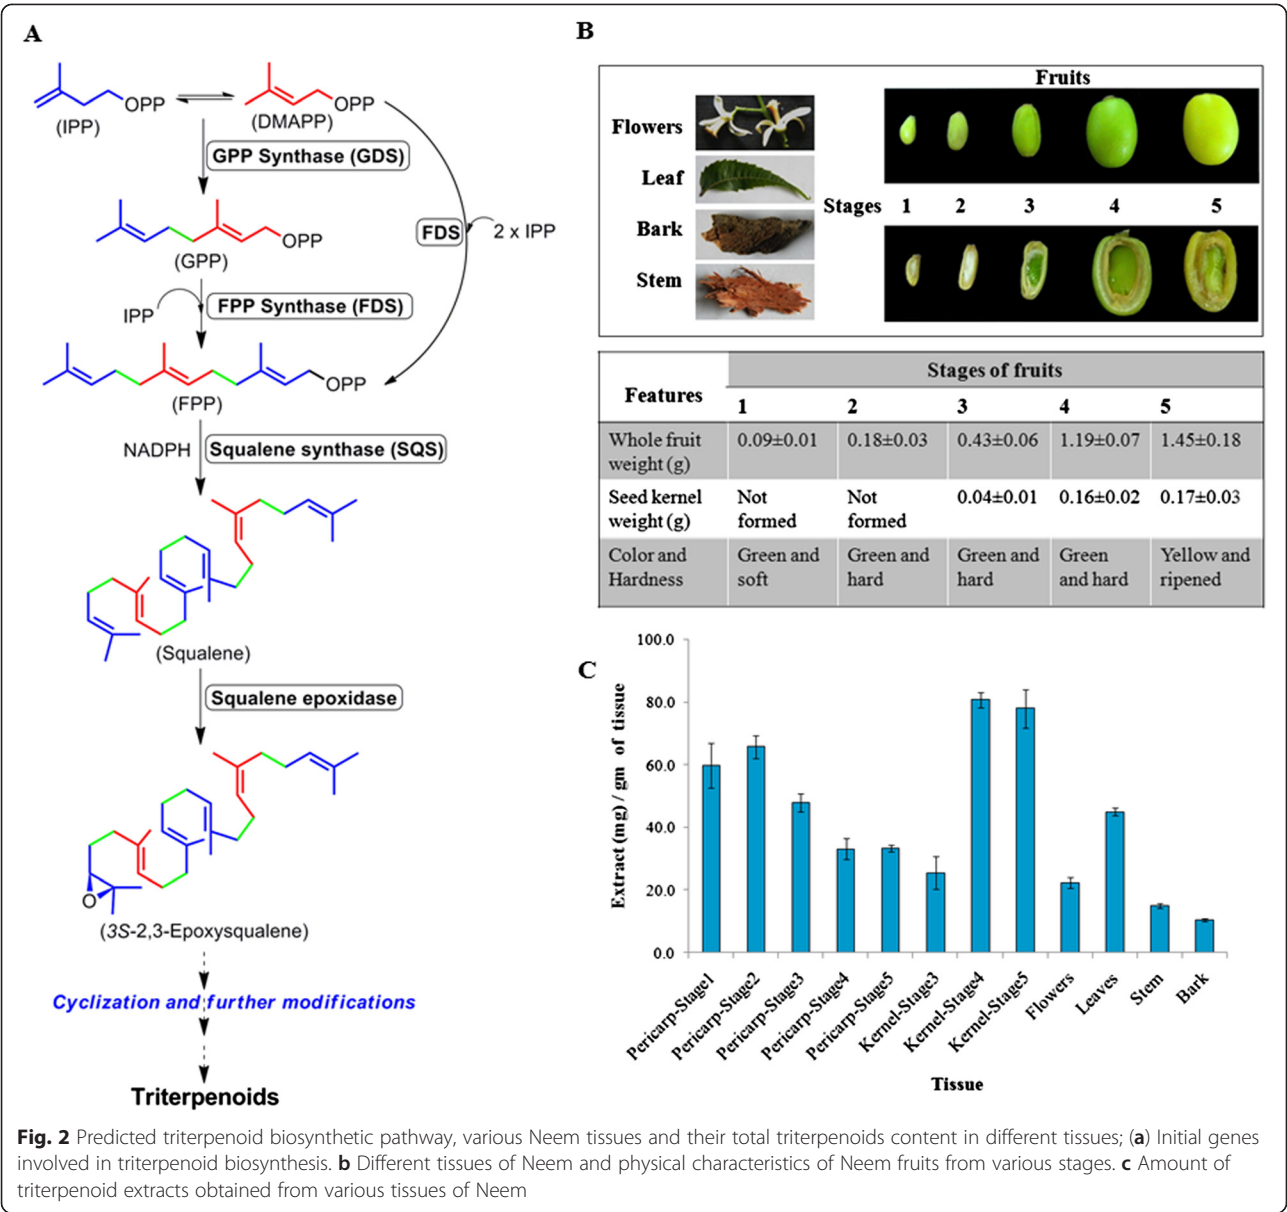 A
OPP
(IPP)
OPP
(DMAPP)
GPP Synthase (GDS)
OPP
(GPP)
FDS
2 x IPP
IPP
FPP Synthase (FDS)
OPP
(FPP)
NADPH
Squalene synthase (SQS)
(Squalene)
Squalene epoxidase
O
(3S-2,3-Epoxysqualene)
Cyclization and further modifications
Triterpenoids
B
Flowers
Leaf
Bark
Stem
Fruits
Stages 1 2 3 4 5
Features
Stages of fruits
1 2 3 4 5
Whole fruit weight (g) 0.09±0.01 0.18±0.03 0.43±0.06 1.19±0.07 1.45±0.18
Seed kernel weight (g) Not formed Not formed 0.04±0.01 0.16±0.02 0.17±0.03
Color and Hardness Green and soft Green and hard Green and hard Green and hard Yellow and ripened
C
Extract (mg) / gm of tissue
100.0
80.0
60.0
40.0
20.0
0.0
Pericarp-Stage1
Pericarp-Stage2
Pericarp-Stage3
Pericarp-Stage4
Pericarp-Stage5
Kernel-Stage3
Kernel-Stage4
Kernel-Stage5
Flowers
Leaves
Stem
Bark
Tissue
Fig. 2 Predicted triterpenoid biosynthetic pathway, various Neem tissues and their total triterpenoids content in different tissues; (a) Initial genes
involved in triterpenoid biosynthesis. b Different tissues of Neem and physical characteristics of Neem fruits from various stages. c Amount of
triterpenoid extracts obtained from various tissues of Neem